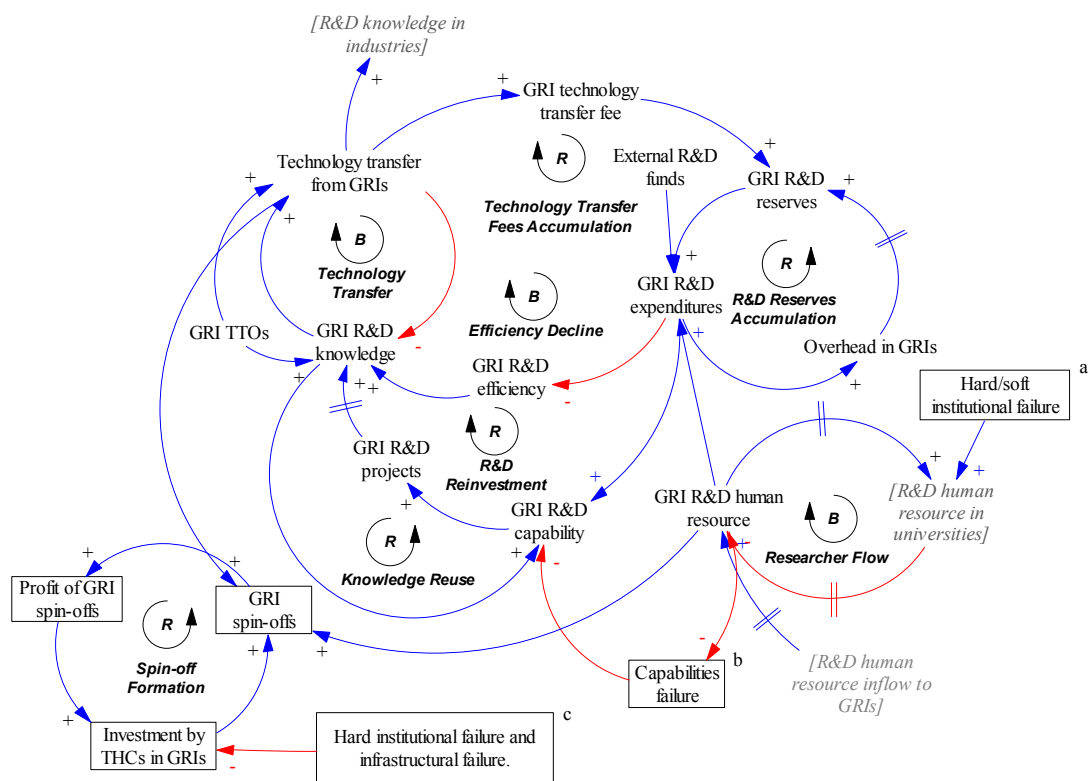 [R&D knowledge in
industries]
+
+
GRI technology
transfer fee
+
External R&D
funds
Technology transfer
from GRIs
R
Technology Transfer
Fees Accumulation
GRI R&D
reserves
+
+
+
B
Technology
Transfer
+
GRI R&D
expenditures
R
R&D Reserves
Accumulation
B
Efficiency Decline
GRI TTOs
+
GRI R&D
knowledge
-
+
+
GRI R&D
efficiency
-
+
Overhead in GRIs
+
a
Hard/soft
institutional failure
R
R&D
Reinvestment
GRI R&D
projects
+
R
Knowledge Reuse
+
GRI R&D
capability
+
-
GRI R&D human
resource
-
+
+
+
[R&D human
resource in
universities]
B
Researcher Flow
+
+
Profit of GRI
spin-offs
R
Spin-off
Formation
GRI
spin-offs
+
+
-
b
Capabilities
failure
[R&D human
resource inflow to
GRIs]
+
Investment by
THCs in GRIs
-
c
Hard institutional failure and
infrastructural failure.